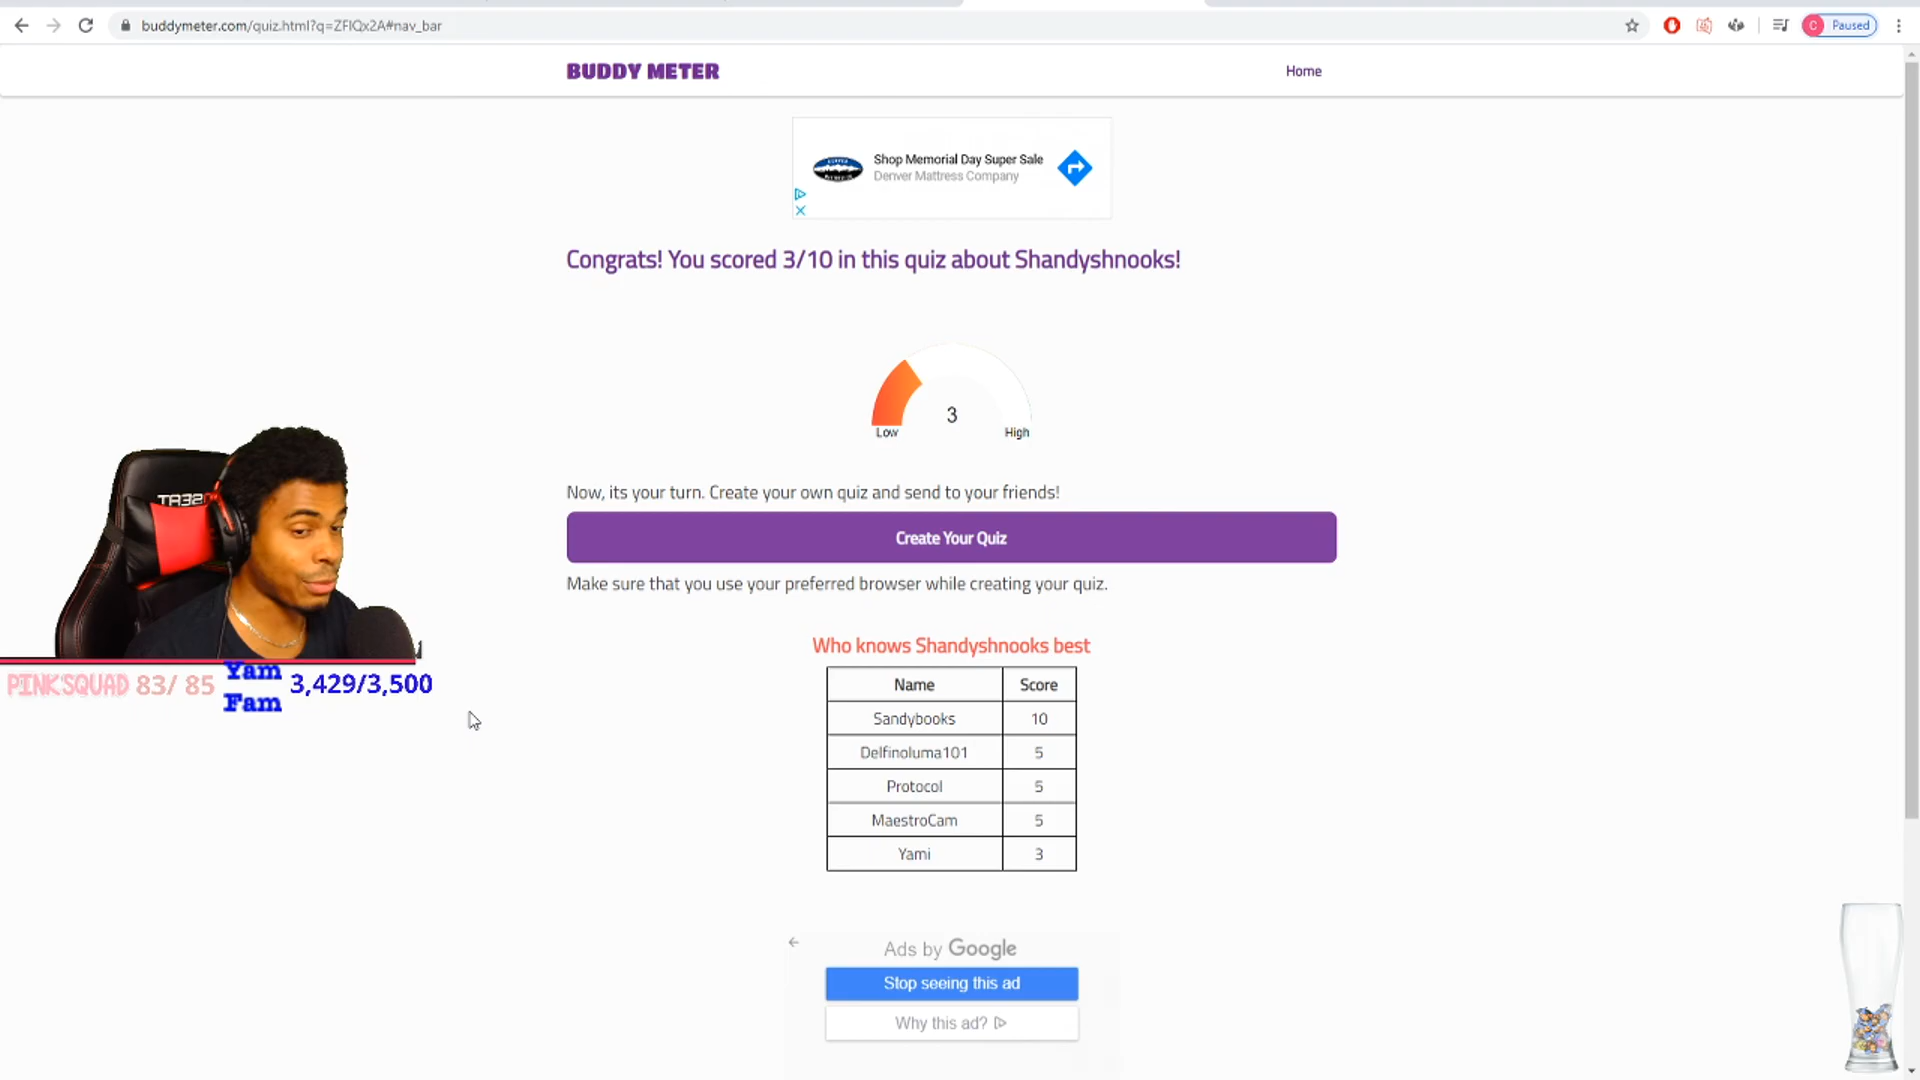 buddymeter.com/quiz.html?q=ZFlQx2A#nav_bar
C Paused
BUDDY METER
Home
Shop Memorial Day Super Sale
Denver Mattress Company
Congrats! You scored 3/10 in this quiz about Shandyshnooks!
3
Low
High
Now, its your turn. Create your own quiz and send to your friends!
Create Your Quiz
Make sure that you use your preferred browser while creating your quiz.
Who knows Shandyshnooks best
Name Score
Sandybooks 10
Delfinoluma101 5
Protocol 5
MaestroCam 5
Yami 3
PINK SQUAD 83/ 85
Yam Fam
3,429/3,500
Ads by Google
Stop seeing this ad
Why this ad?